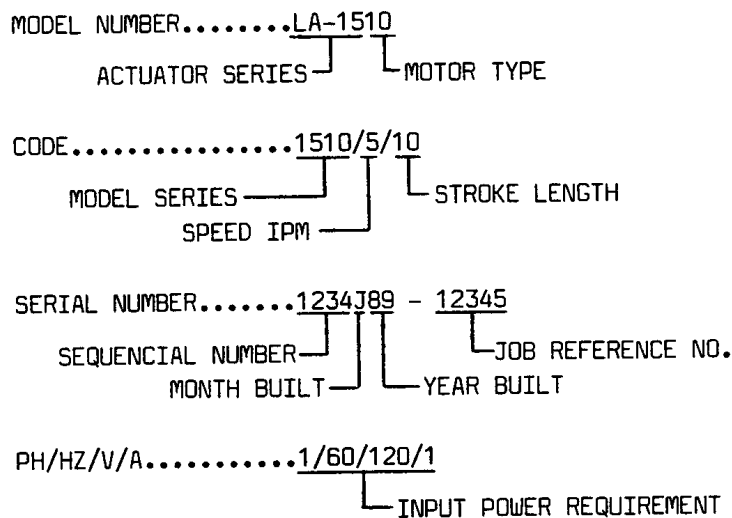 MODEL NUMBER........LA-1510
ACTUATOR SERIES MOTOR TYPE
CODE................1510/5/10
MODEL SERIES STROKE LENGTH
SPEED IPM
SERIAL NUMBER.......1234J89 - 12345
SEQUENCIAL NUMBER JOB REFERENCE NO.
MONTH BUILT YEAR BUILT
PH/HZ/V/A...........1/60/120/1
INPUT POWER REQUIREMENT